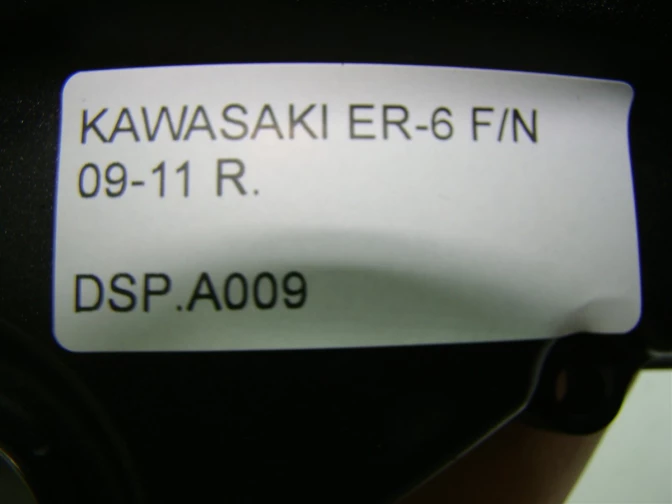 KAWASAKI ER-6 F/N
09-11 R.
DSP.A009